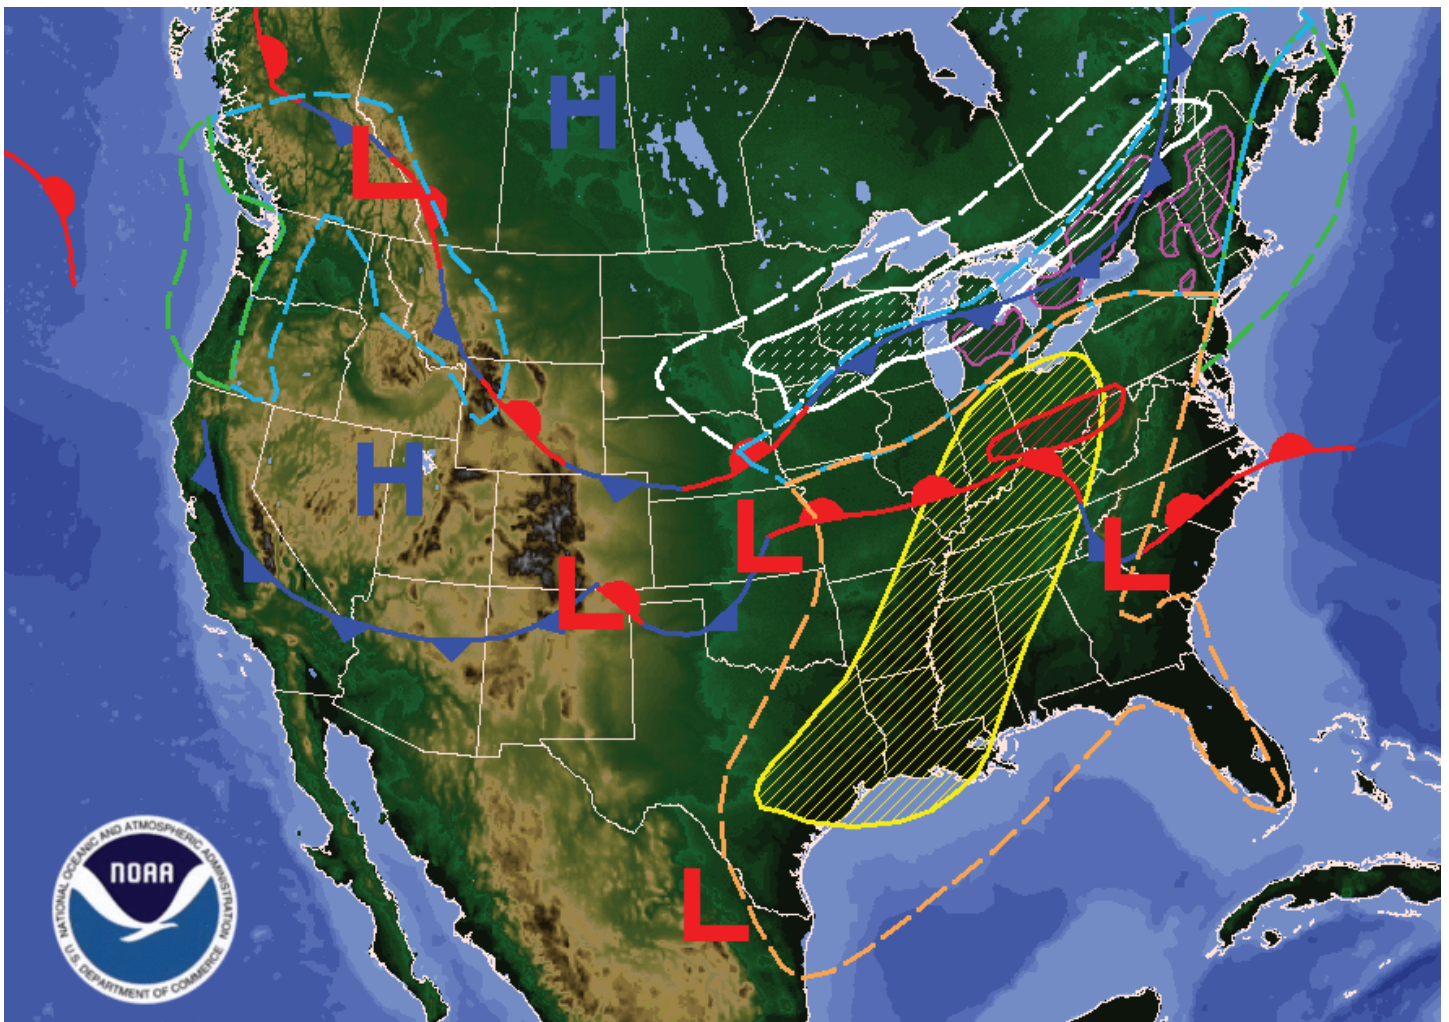 H
L
H
L
L
L
L
NOAA
NATIONAL OCEANIC AND ATMOSPHERIC ADMINISTRATION
U.S. DEPARTMENT OF COMMERCE